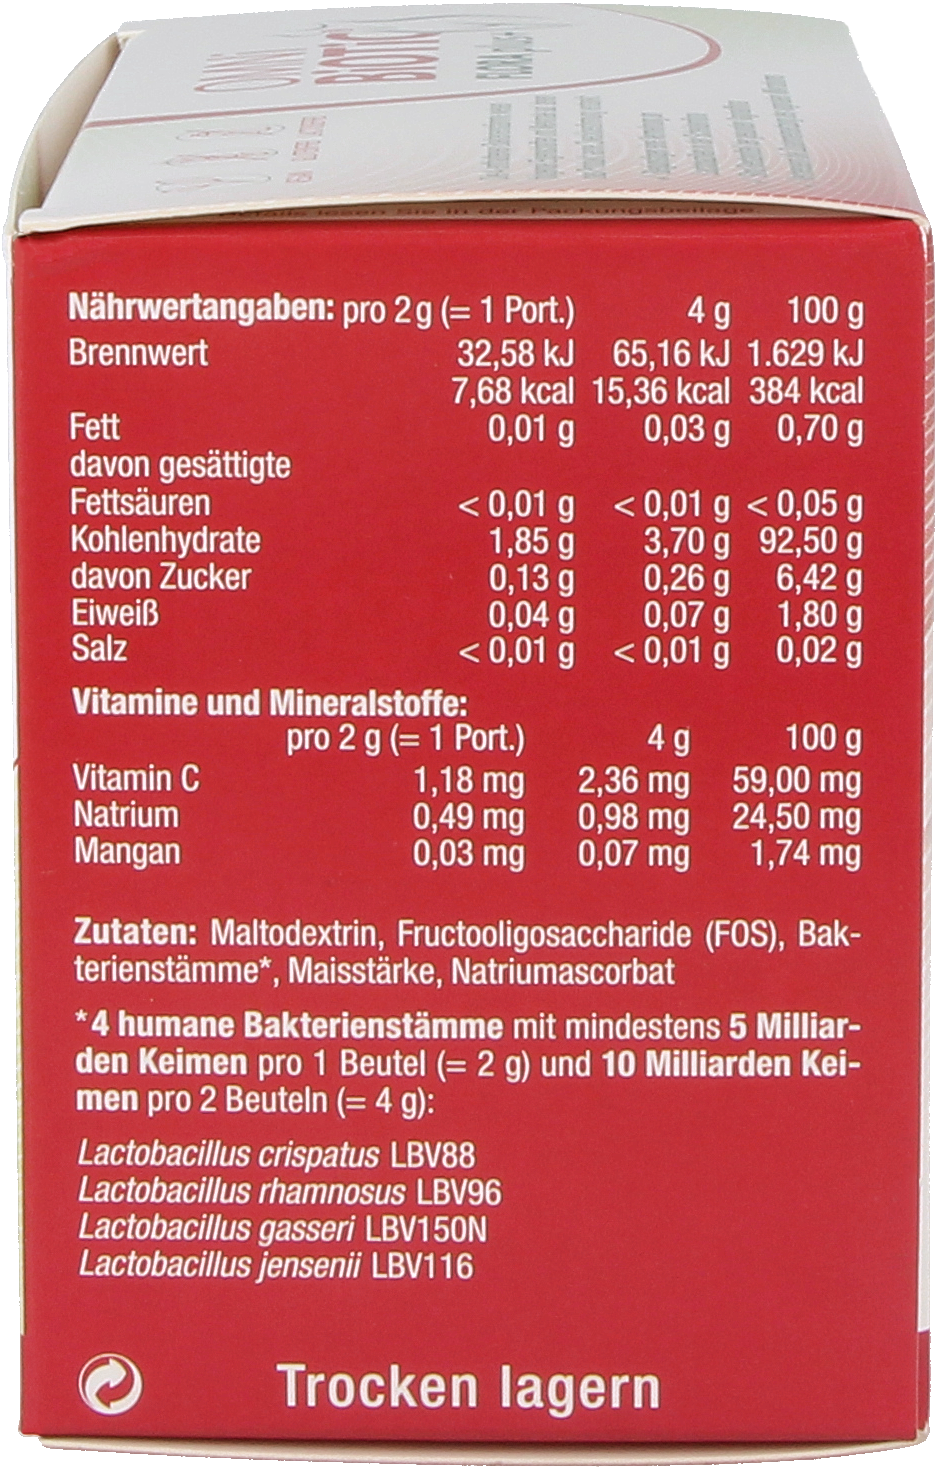 OMNi
BiOTiC
FLORA plus+
Details lesen Sie in der Packungsbeilage
Nährwertangaben: pro 2 g (= 1 Port.) 4 g 100 g
Brennwert 32,58 kJ 65,16 kJ 1.629 kJ
7,68 kcal 15,36 kcal 384 kcal
Fett 0,01 g 0,03 g 0,70 g
davon gesättigte
Fettsäuren < 0,01 g < 0,01 g < 0,05 g
Kohlenhydrate 1,85 g 3,70 g 92,50 g
davon Zucker 0,13 g 0,26 g 6,42 g
Eiweiß 0,04 g 0,07 g 1,80 g
Salz < 0,01 g < 0,01 g 0,02 g
Vitamine und Mineralstoffe:
pro 2 g (= 1 Port.) 4 g 100 g
Vitamin C 1,18 mg 2,36 mg 59,00 mg
Natrium 0,49 mg 0,98 mg 24,50 mg
Mangan 0,03 mg 0,07 mg 1,74 mg
Zutaten: Maltodextrin, Fructooligosaccharide (FOS), Bak-
terienstämme*, Maisstärke, Natriumascorbat
*4 humane Bakterienstämme mit mindestens 5 Milliar-
den Keimen pro 1 Beutel (= 2 g) und 10 Milliarden Kei-
men pro 2 Beuteln (= 4 g):
Lactobacillus crispatus LBV88
Lactobacillus rhamnosus LBV96
Lactobacillus gasseri LBV150N
Lactobacillus jensenii LBV116
Trocken lagern